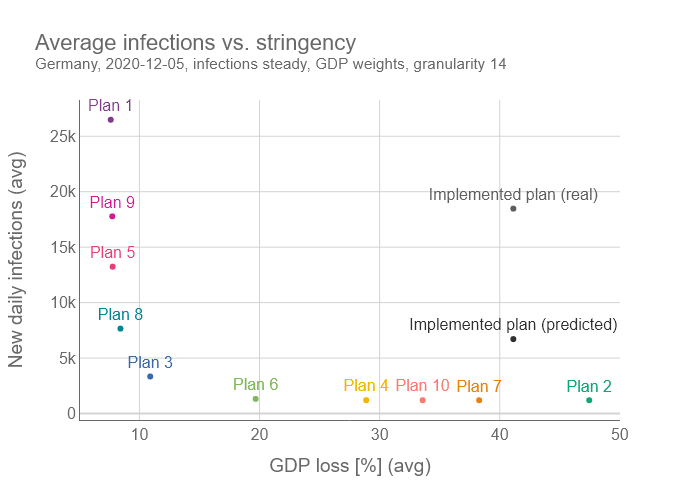 Average infections vs. stringency
Germany, 2020-12-05, infections steady, GDP weights, granularity 14
Plan 1
25k
Plan 9
20k
Implemented plan (real)
15k
Plan 5
10k
Plan 8
Implemented plan (predicted)
5k
Plan 3
Plan 6
Plan 4
Plan 10
Plan 7
Plan 2
0
10
20
30
40
50
New daily infections (avg)
GDP loss [%] (avg)